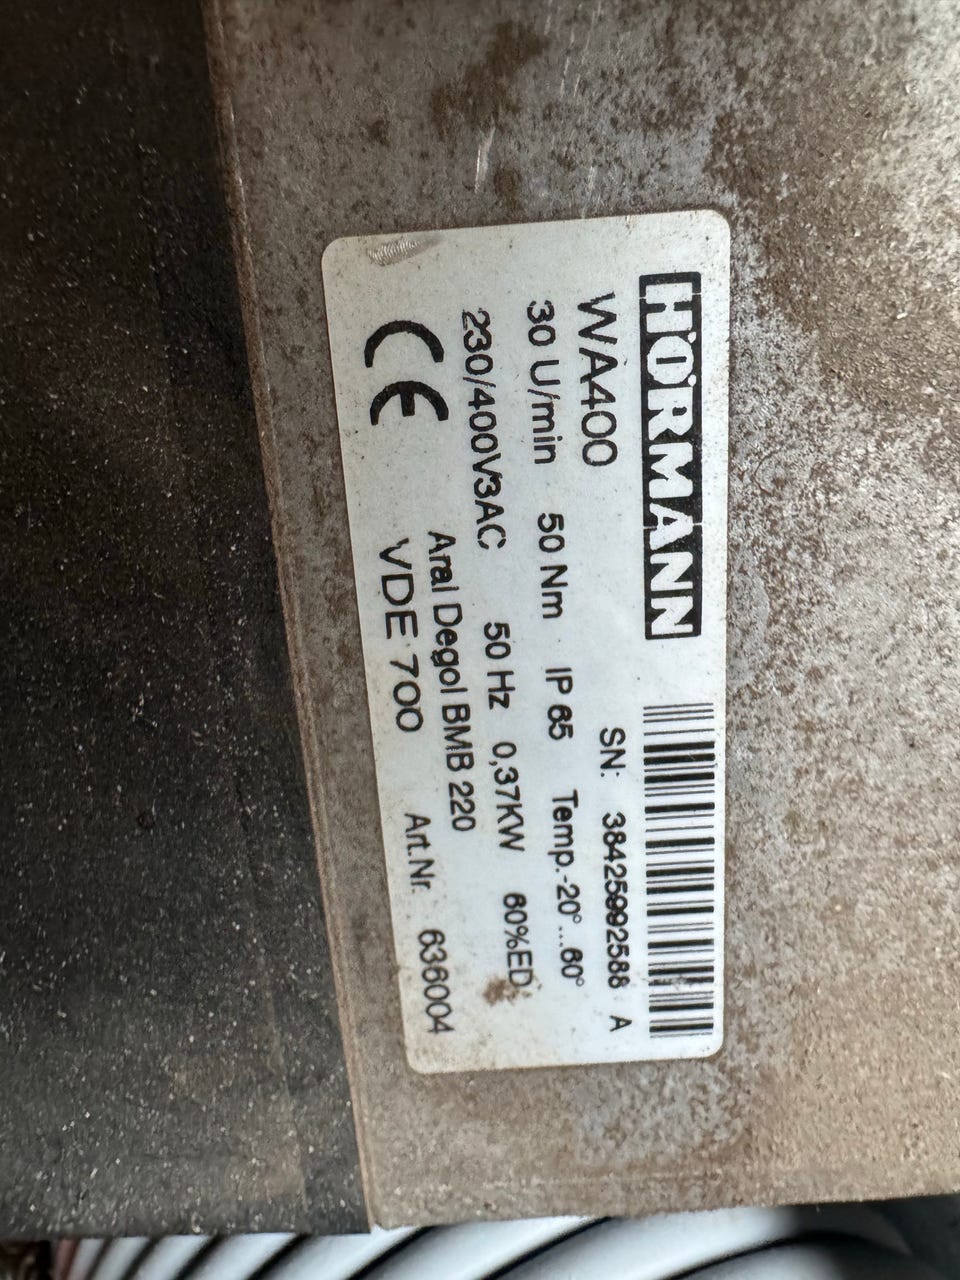 HÖRMANN
WA400 SN: 38425992588 A
30 U/min 50 Nm IP 65 Temp.-20°...60°
230/400V3AC 50 Hz 0,37KW 60%ED
Aral Degol BMB 220
CE VDE 700 Art.Nr. 636004